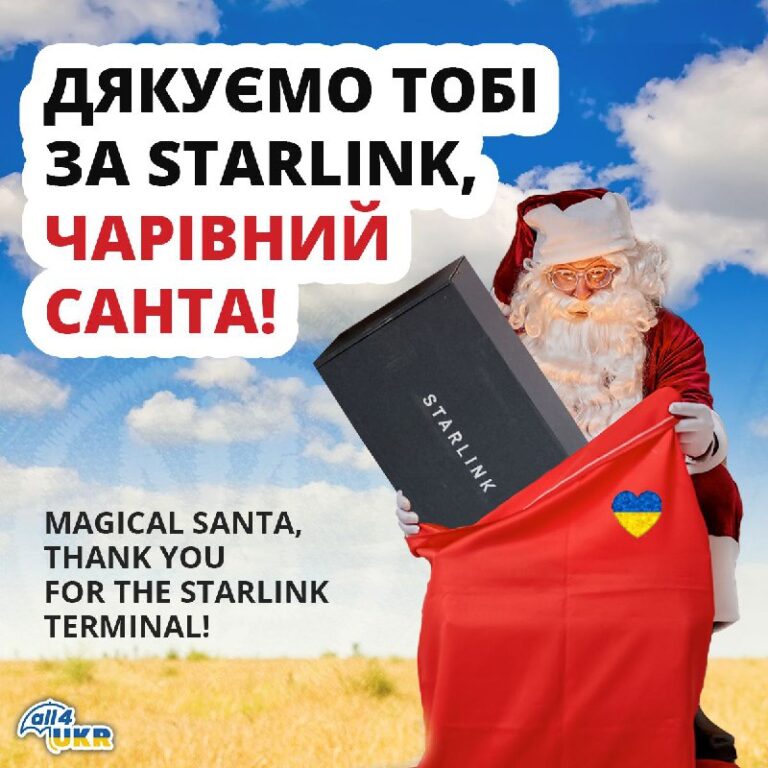 ДЯКУЄМО ТОБІ
ЗА STARLINK,
ЧАРІВНИЙ
САНТА!
STARLINK
MAGICAL SANTA,
THANK YOU
FOR THE STARLINK
TERMINAL!
all4
UKR